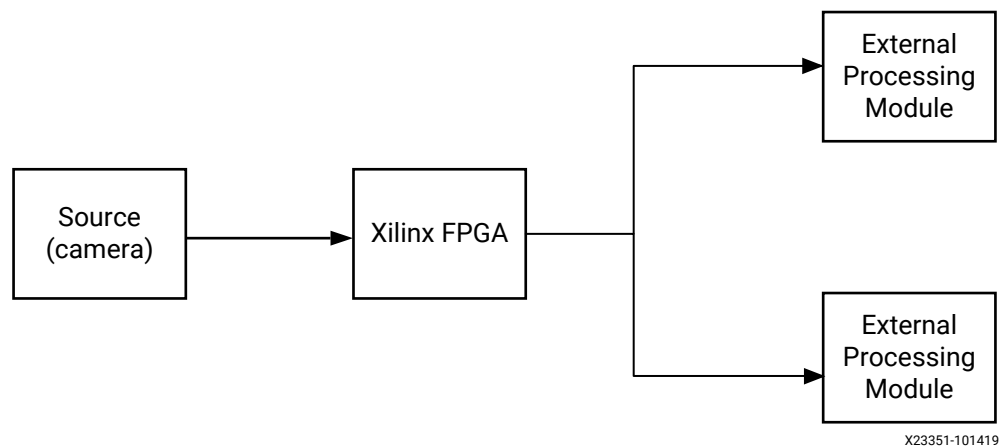 Source
(camera)
Xilinx FPGA
External
Processing
Module
External
Processing
Module
X23351-101419